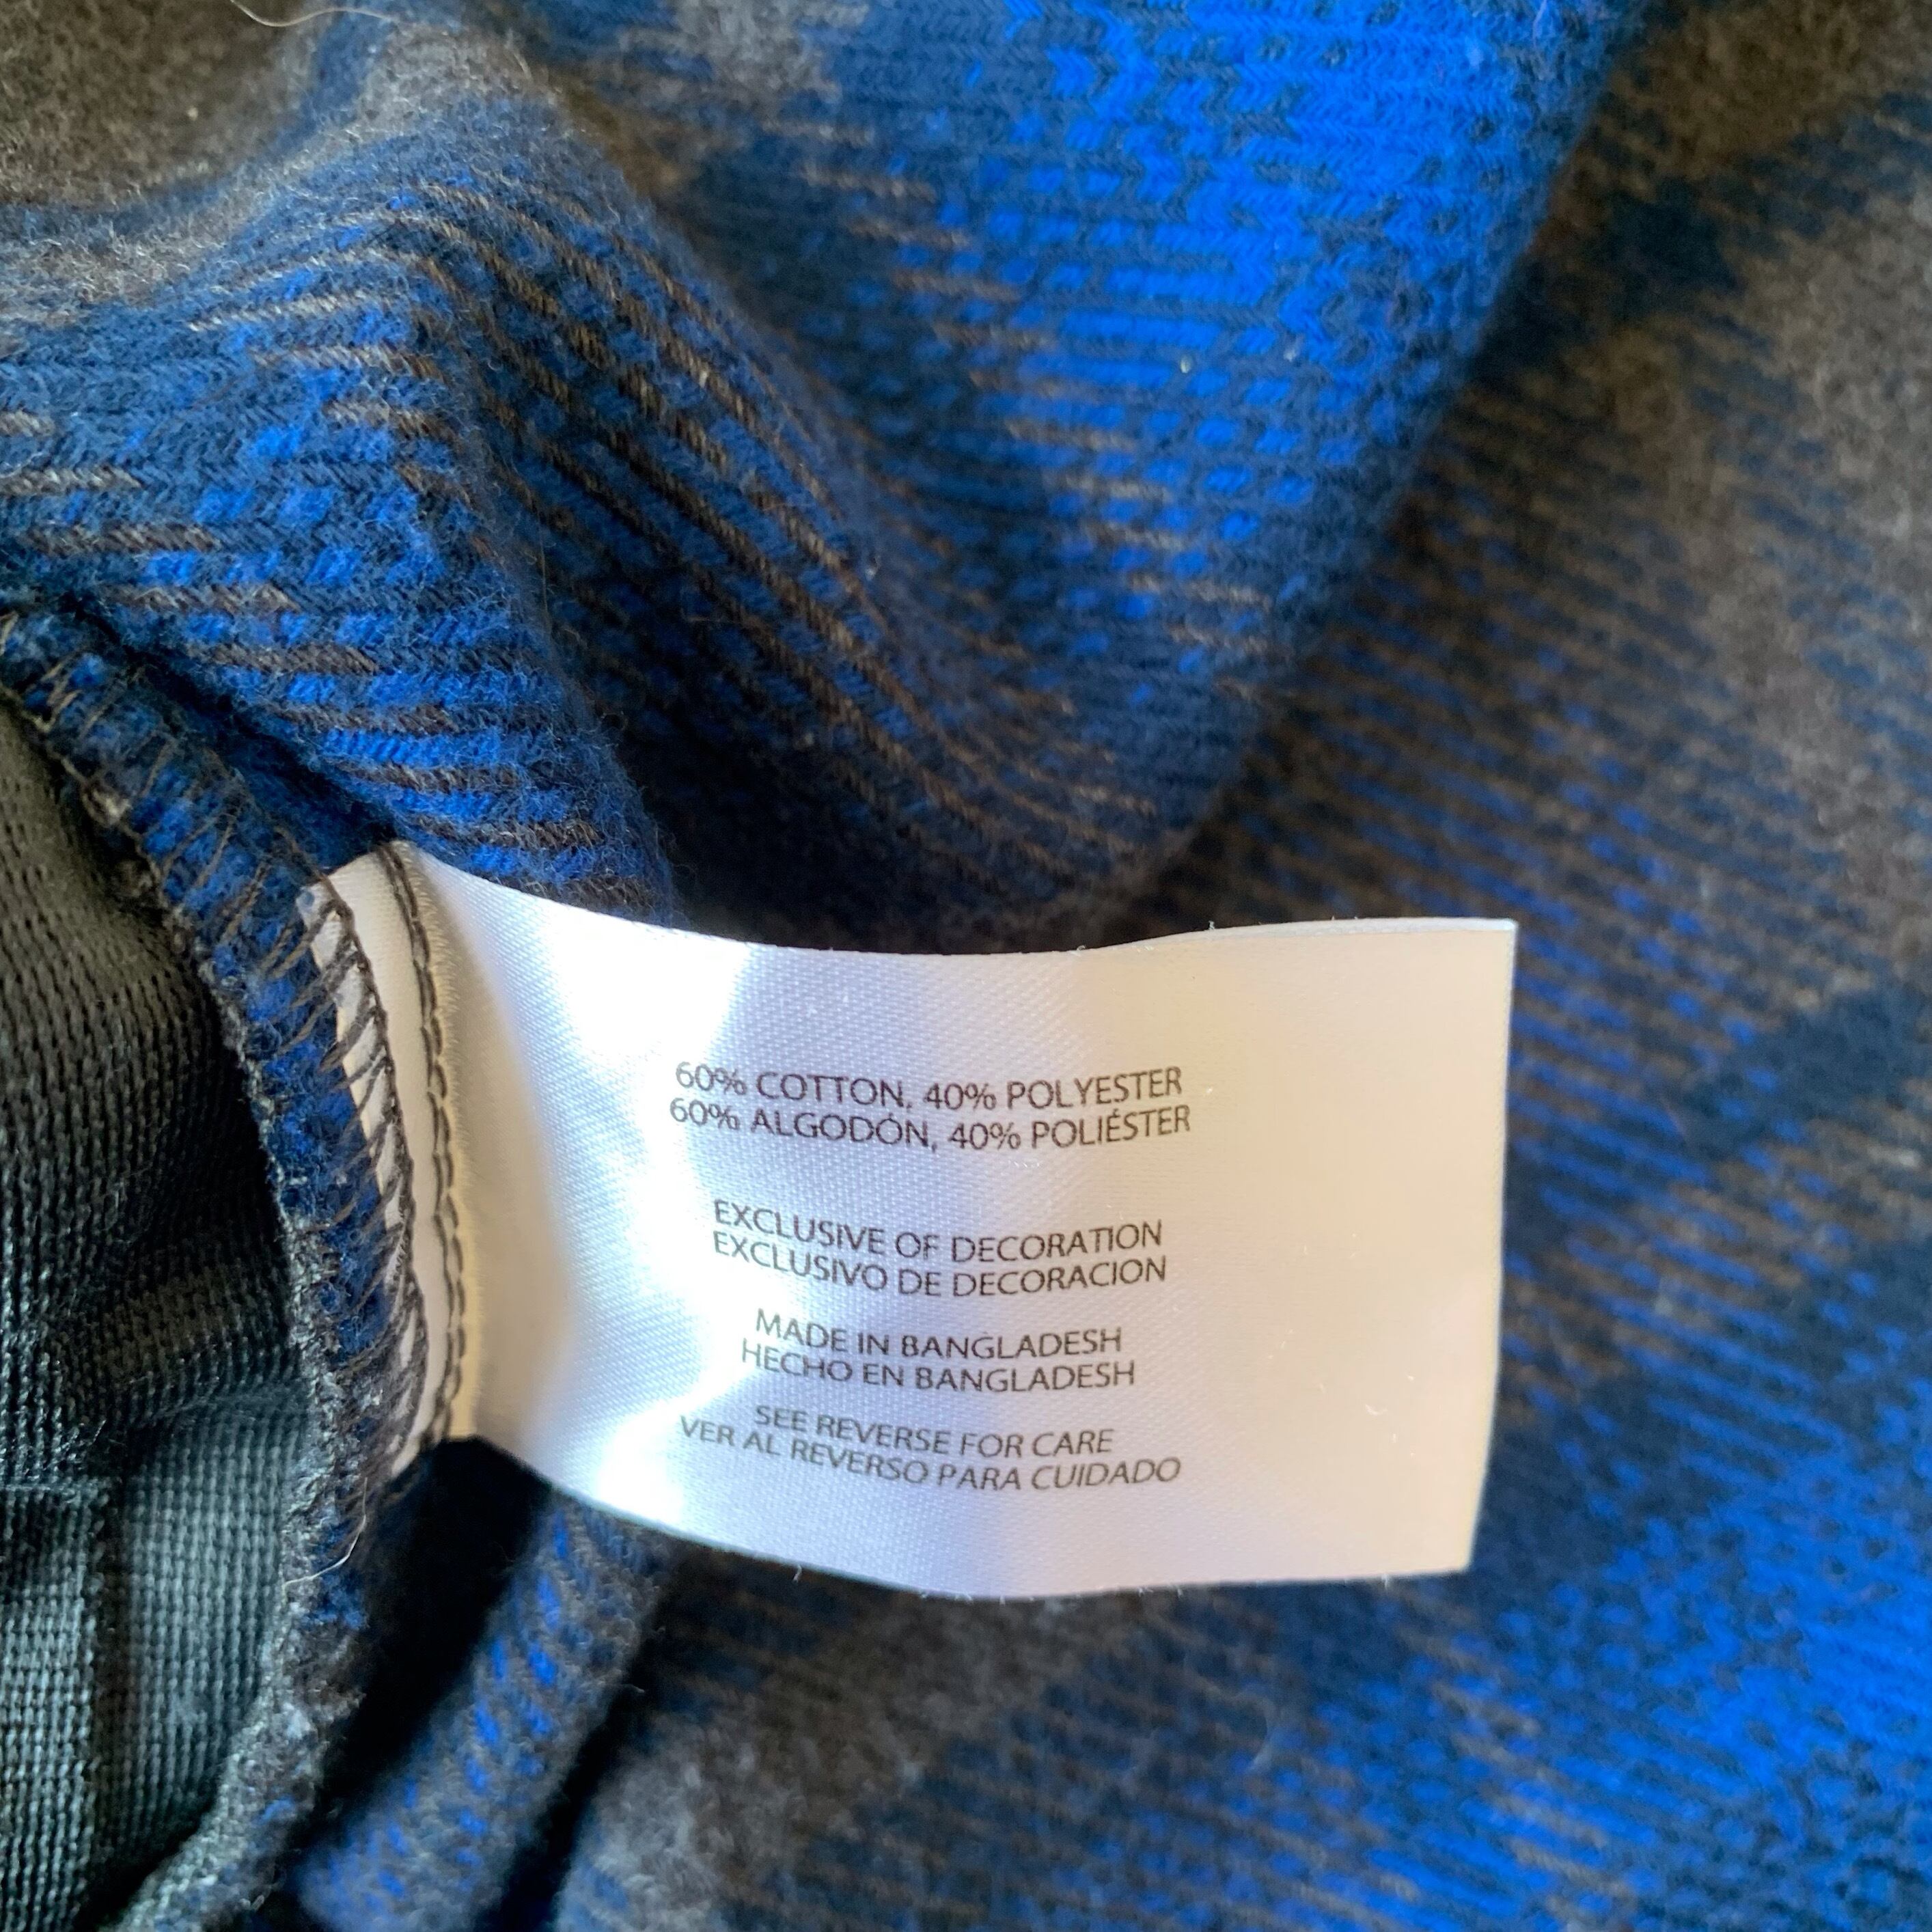 60% COTTON, 40% POLYESTER
60% ALGODÓN, 40% POLIÉSTER
EXCLUSIVE OF DECORATION
EXCLUSIVO DE DECORACION
MADE IN BANGLADESH
HECHO EN BANGLADESH
SEE REVERSE FOR CARE
VER AL REVERSO PARA CUIDADO